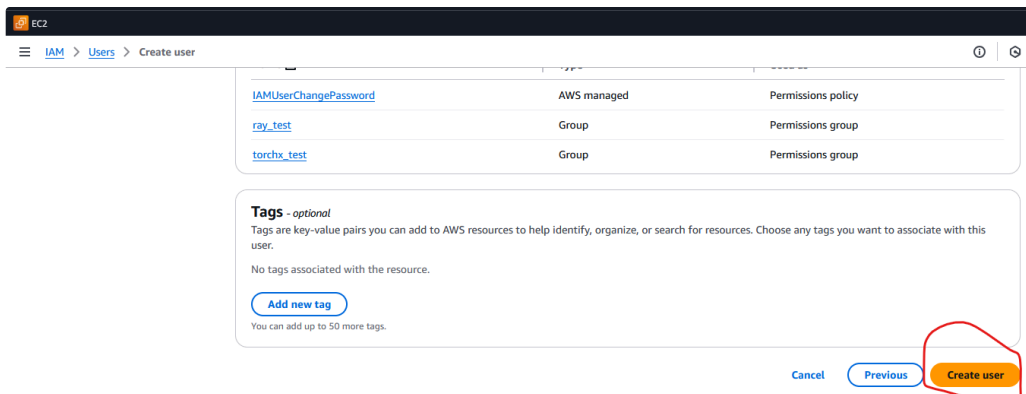 EC2
IAM > Users > Create user
IAMUserChangePassword AWS managed Permissions policy
ray_test Group Permissions group
torchx_test Group Permissions group
Tags - optional
Tags are key-value pairs you can add to AWS resources to help identify, organize, or search for resources. Choose any tags you want to associate with this
user.
No tags associated with the resource.
Add new tag
You can add up to 50 more tags.
Cancel Previous Create user